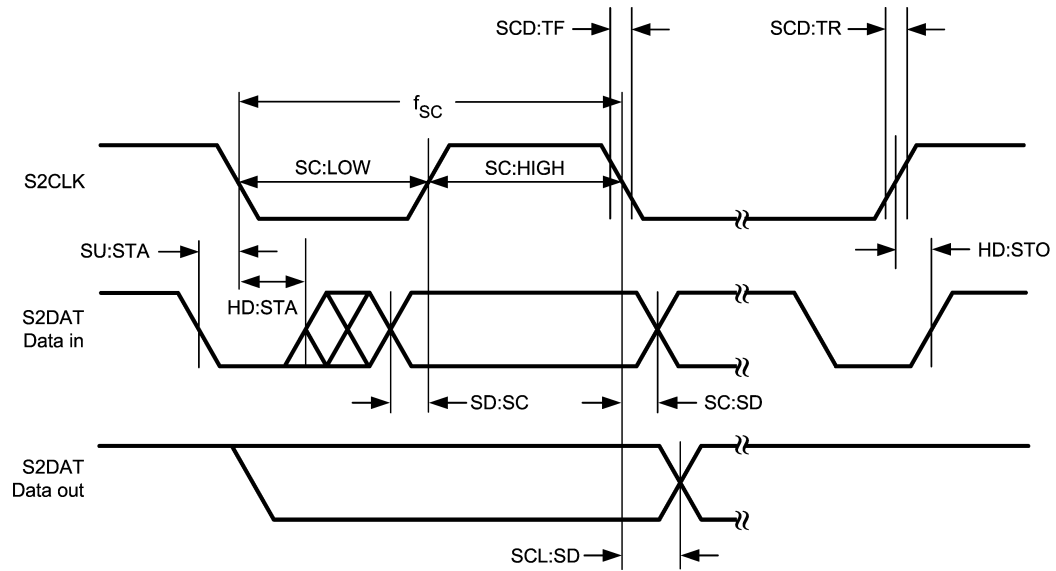 SCD:TF
SCD:TR
fSC
S2CLK
SC:LOW
SC:HIGH
SU:STA
HD:STO
HD:STA
S2DAT
Data in
SD:SC
SC:SD
S2DAT
Data out
SCL:SD